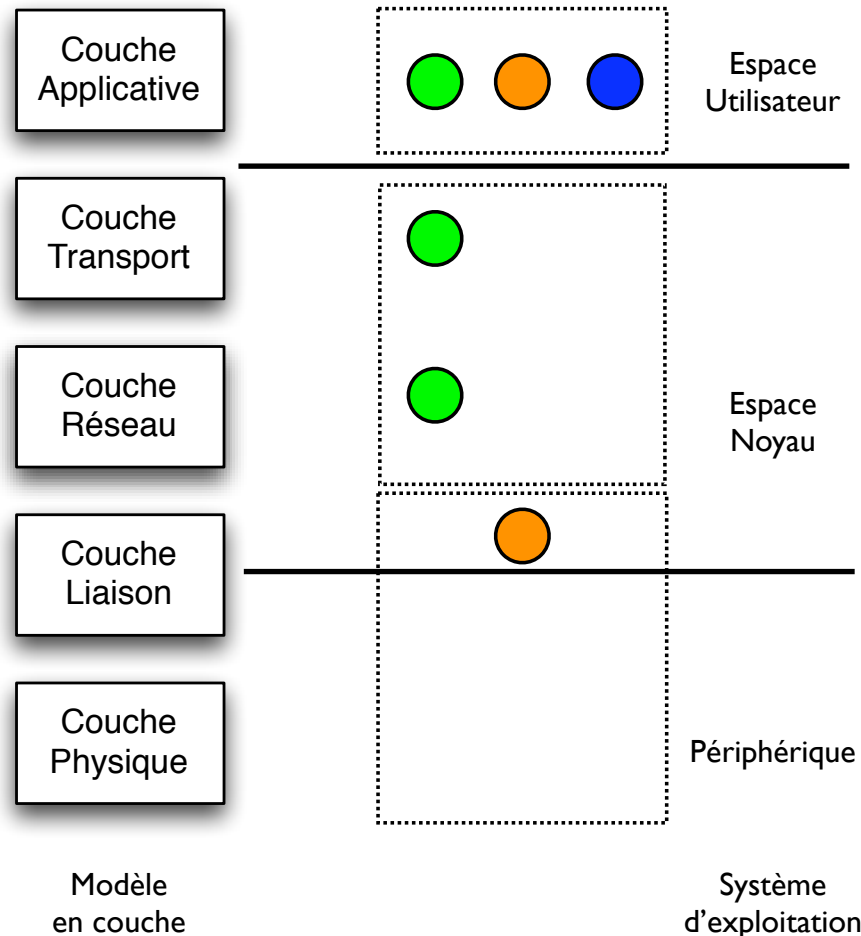 Couche
Applicative
Espace
Utilisateur
Couche
Transport
Couche
Réseau
Espace
Noyau
Couche
Liaison
Couche
Physique
Périphérique
Modèle
en couche
Système
d'exploitation